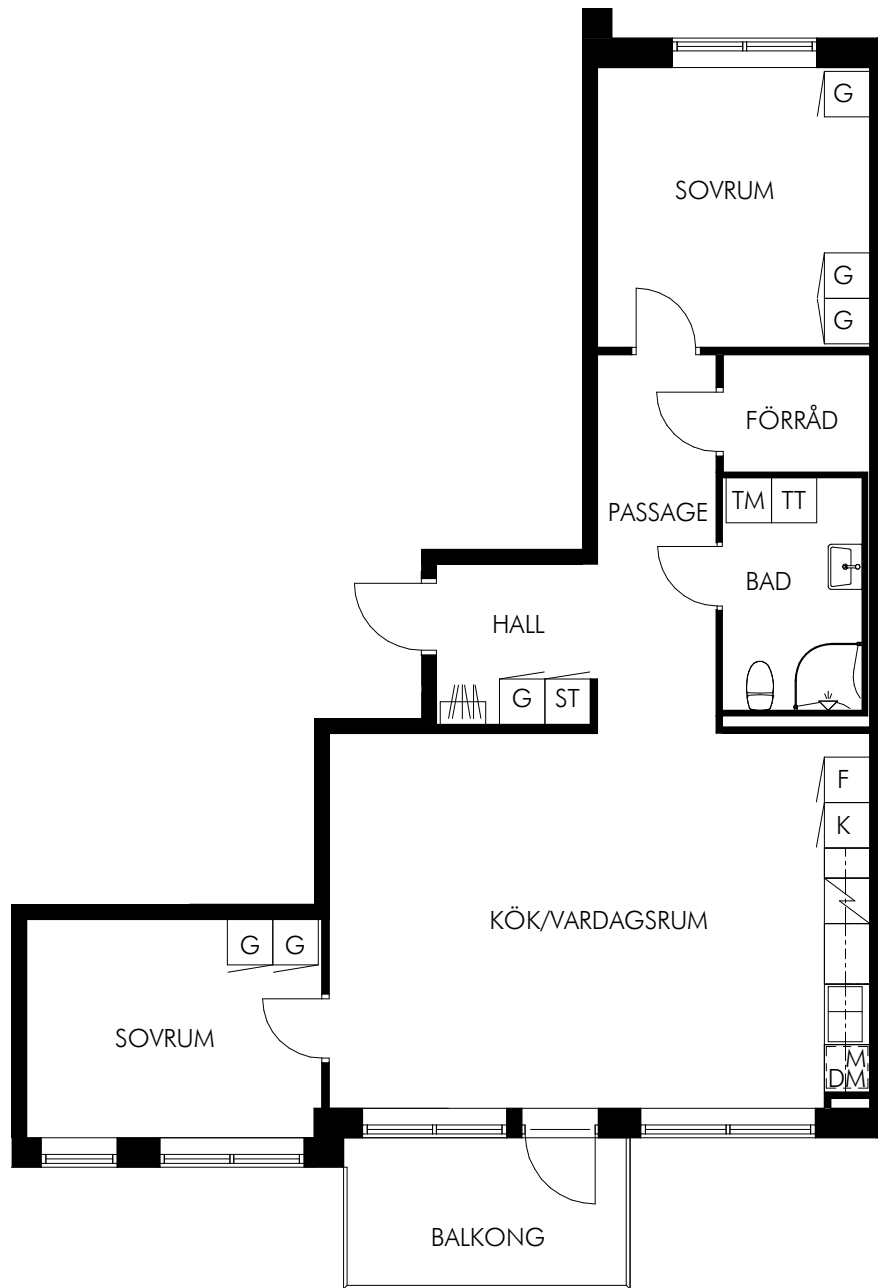 G
SOVRUM
G
G
FÖRRÅD
TM TT
PASSAGE
BAD
HALL
G ST
F
K
KÖK/VARDAGSRUM
G G
SOVRUM
M
DM
BALKONG